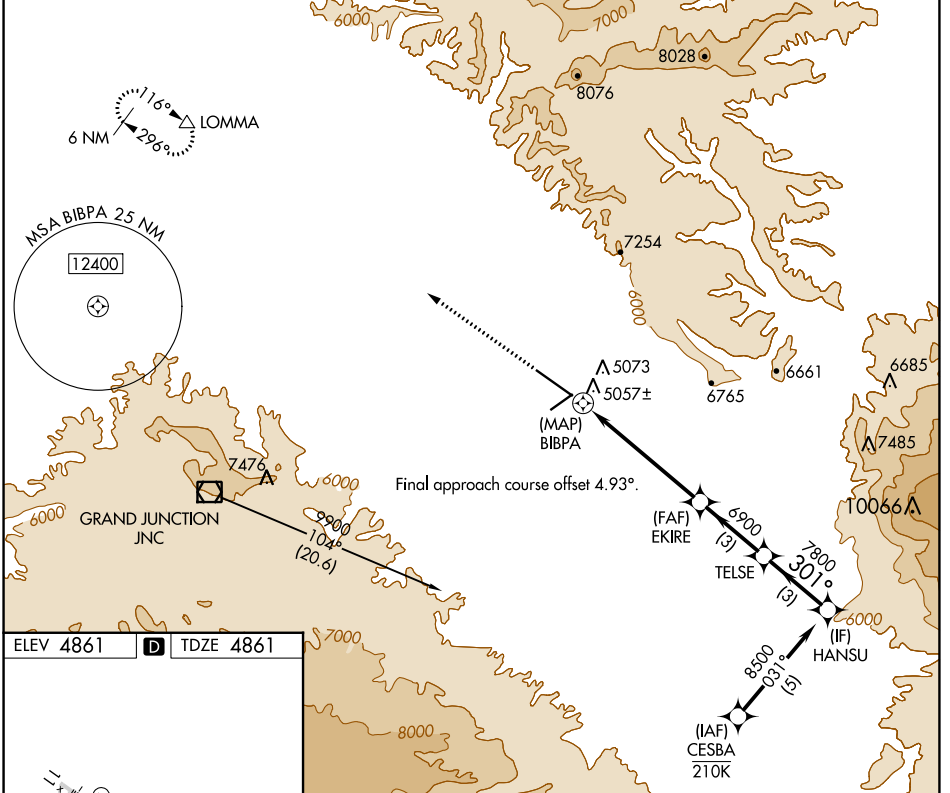 6000
7000
8028
8076
116°
LOMMA
6 NM
296°
MSA BIBPA 25 NM
12400
7254
6000
5073
5057±
6661
6765
6685
(MAP)
BIBPA
7485
7476
6000
Final approach course offset 4.93°.
6000
10066
GRAND JUNCTION
JNC
9900
104°
(20.6)
(FAF)
EKIRE
6900
(3)
TELSE
7800
301°
(3)
6000
(IF)
HANSU
7000
ELEV 4861
D
TDZE 4861
8500
031°
(5)
8000
(IAF)
CESBA
210K
11